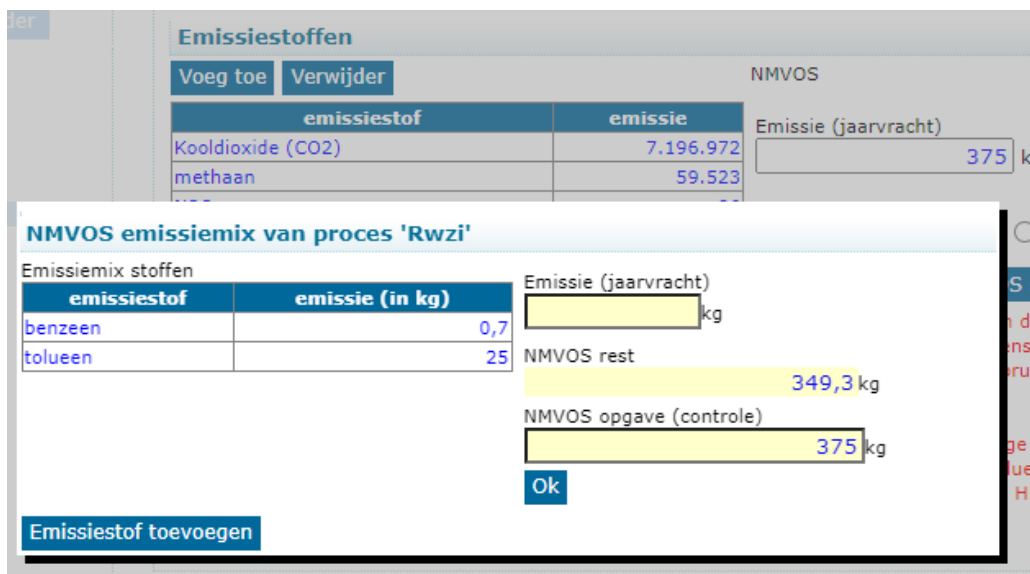 der
Emissiestoffen
Voeg toe Verwijder
NMVOS
emissiestof emissie
Emissie (jaarvracht)
Kooldioxide (CO2) 7.196.972
375 k
methaan 59.523
NMVOS emissiemix van proces 'Rwzi'
Emissiemix stoffen
emissiestof emissie (in kg)
benzeen 0,7
tolueen 25
Emissie (jaarvracht)
kg
NMVOS rest
349,3 kg
NMVOS opgave (controle)
375 kg
Ok
Emissiestof toevoegen